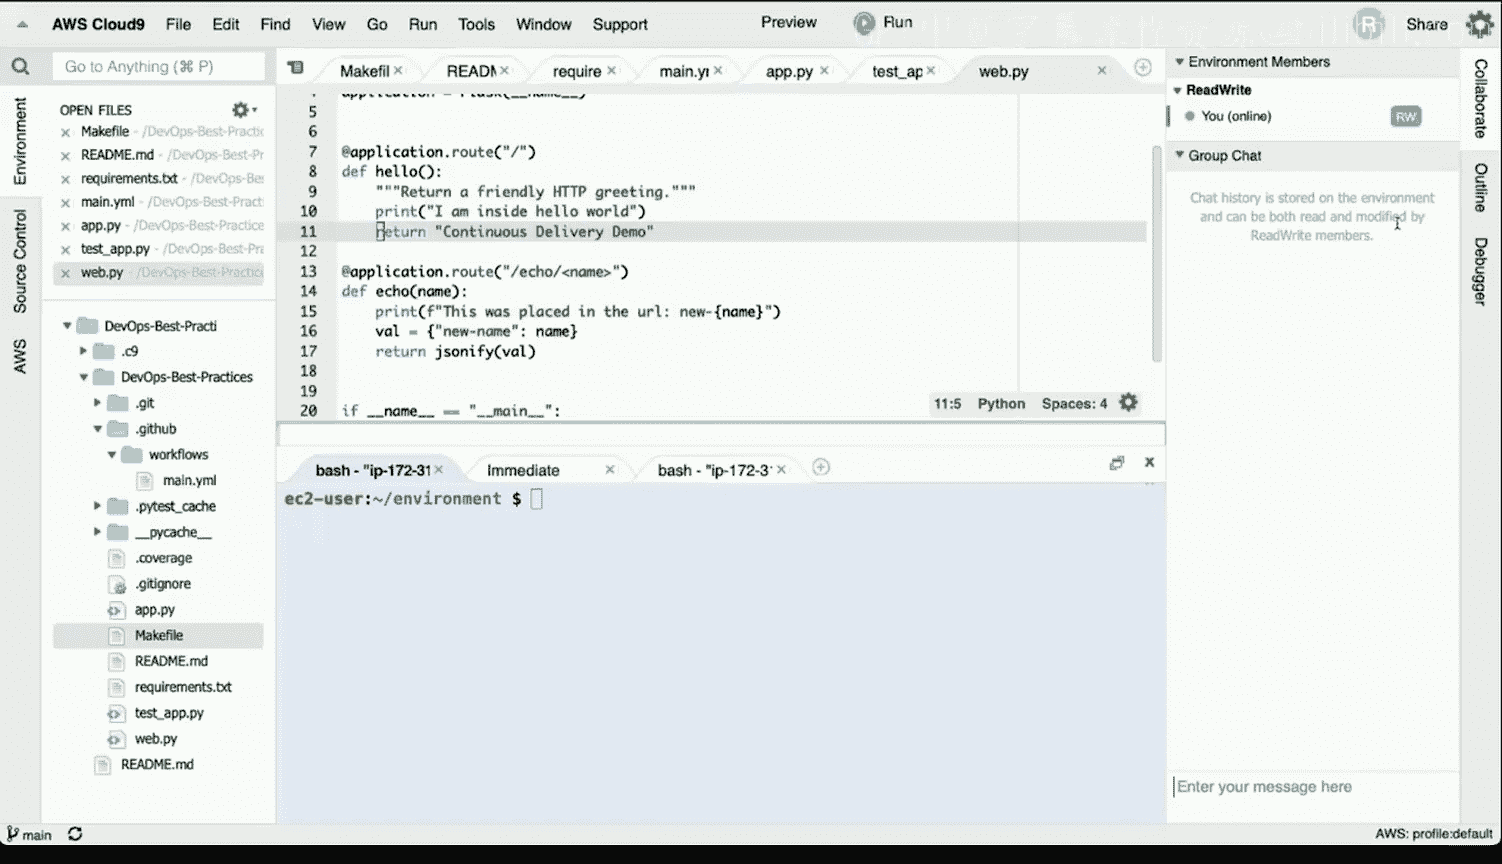 AWS Cloud9 File Edit Find View Go Run Tools Window Support Preview Run R Share
Go to Anything (⌘ P)
Makefil READM require main.yr app.py test_ap web.py
Environment
Source Control
AWS
OPEN FILES
Makefile - /DevOps-Best-Practic
README.md - /DevOps-Best-Pr
requirements.txt - /DevOps-Be
main.yml - /DevOps-Best-Practi
app.py - /DevOps-Best-Practice
test_app.py - /DevOps-Best-Pra
web.py - /DevOps-Best-Practice
DevOps-Best-Practi
.c9
DevOps-Best-Practices
.git
.github
workflows
main.yml
.pytest_cache
__pycache__
.coverage
.gitignore
app.py
Makefile
README.md
requirements.txt
test_app.py
web.py
README.md
application = Flask(__name__)
5
6
7 @application.route("/")
8 def hello():
9 """Return a friendly HTTP greeting."""
10 print("I am inside hello world")
11 return "Continuous Delivery Demo"
12
13 @application.route("/echo/<name>")
14 def echo(name):
15 print(f"This was placed in the url: new-{name}")
16 val = {"new-name": name}
17 return jsonify(val)
18
19
20 if __name__ == "__main__":
11:5 Python Spaces: 4
bash - "ip-172-31 Immediate bash - "ip-172-3
ec2-user:~/environment $
Environment Members
ReadWrite
You (online) RW
Group Chat
Chat history is stored on the environment
and can be both read and modified by
ReadWrite members.
Enter your message here
Collaborate
Outline
Debugger
main
AWS: profile:default